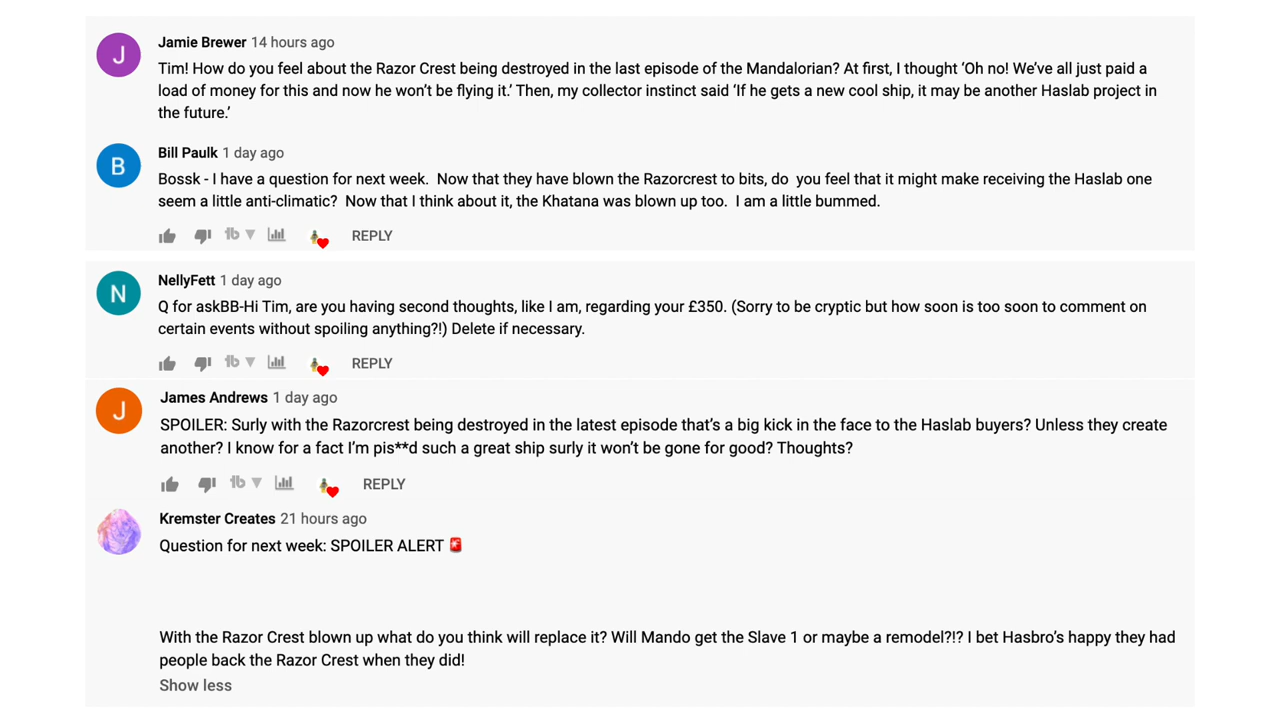 J
Jamie Brewer 14 hours ago
Tim! How do you feel about the Razor Crest being destroyed in the last episode of the Mandalorian? At first, I thought ‘Oh no! We’ve all just paid a
load of money for this and now he won’t be flying it.’ Then, my collector instinct said ‘If he gets a new cool ship, it may be another Haslab project in
the future.’
B
Bill Paulk 1 day ago
Bossk - I have a question for next week.  Now that they have blown the Razorcrest to bits, do  you feel that it might make receiving the Haslab one
seem a little anti-climatic?  Now that I think about it, the Khatana was blown up too.  I am a little bummed.
tb REPLY
N
NellyFett 1 day ago
Q for askBB-Hi Tim, are you having second thoughts, like I am, regarding your £350. (Sorry to be cryptic but how soon is too soon to comment on
certain events without spoiling anything?!) Delete if necessary.
tb REPLY
J
James Andrews 1 day ago
SPOILER: Surly with the Razorcrest being destroyed in the latest episode that’s a big kick in the face to the Haslab buyers? Unless they create
another? I know for a fact I’m pis**d such a great ship surly it won’t be gone for good? Thoughts?
tb REPLY
Kremster Creates 21 hours ago
Question for next week: SPOILER ALERT 🚨
With the Razor Crest blown up what do you think will replace it? Will Mando get the Slave 1 or maybe a remodel?!? I bet Hasbro’s happy they had
people back the Razor Crest when they did!
Show less